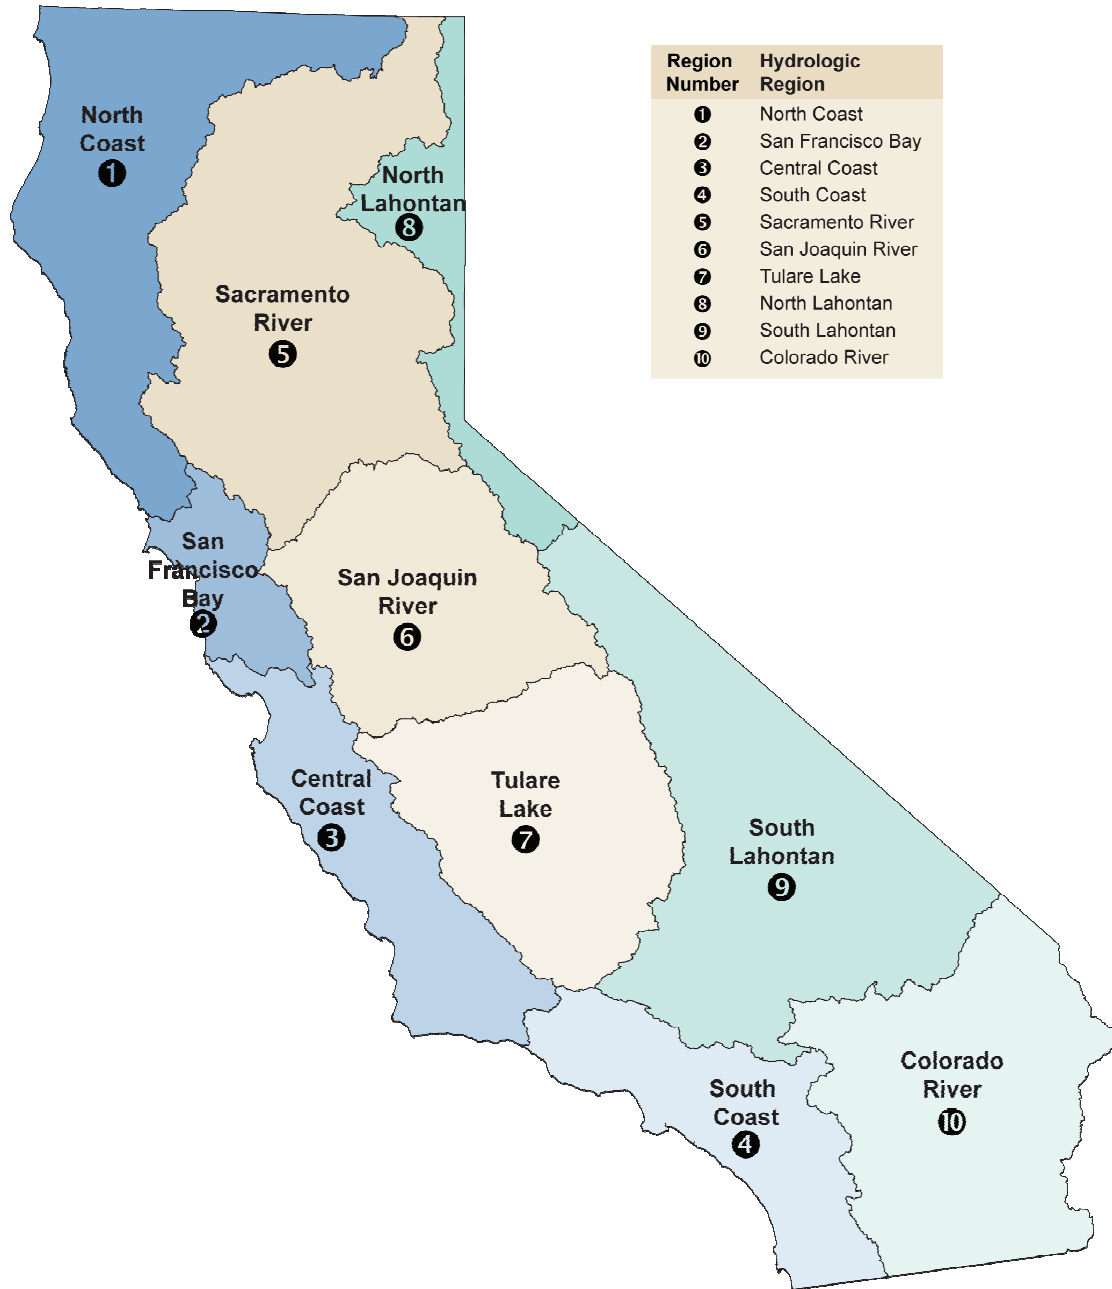 North
Coast
1
North
Lahontan
8
Sacramento
River
5
San
Francisco
Bay
2
San Joaquin
River
6
Central
Coast
3
Tulare
Lake
7
South
Lahontan
9
South
Coast
4
Colorado
River
10
Region Number Hydrologic Region
1 North Coast
2 San Francisco Bay
3 Central Coast
4 South Coast
5 Sacramento River
6 San Joaquin River
7 Tulare Lake
8 North Lahontan
9 South Lahontan
10 Colorado River